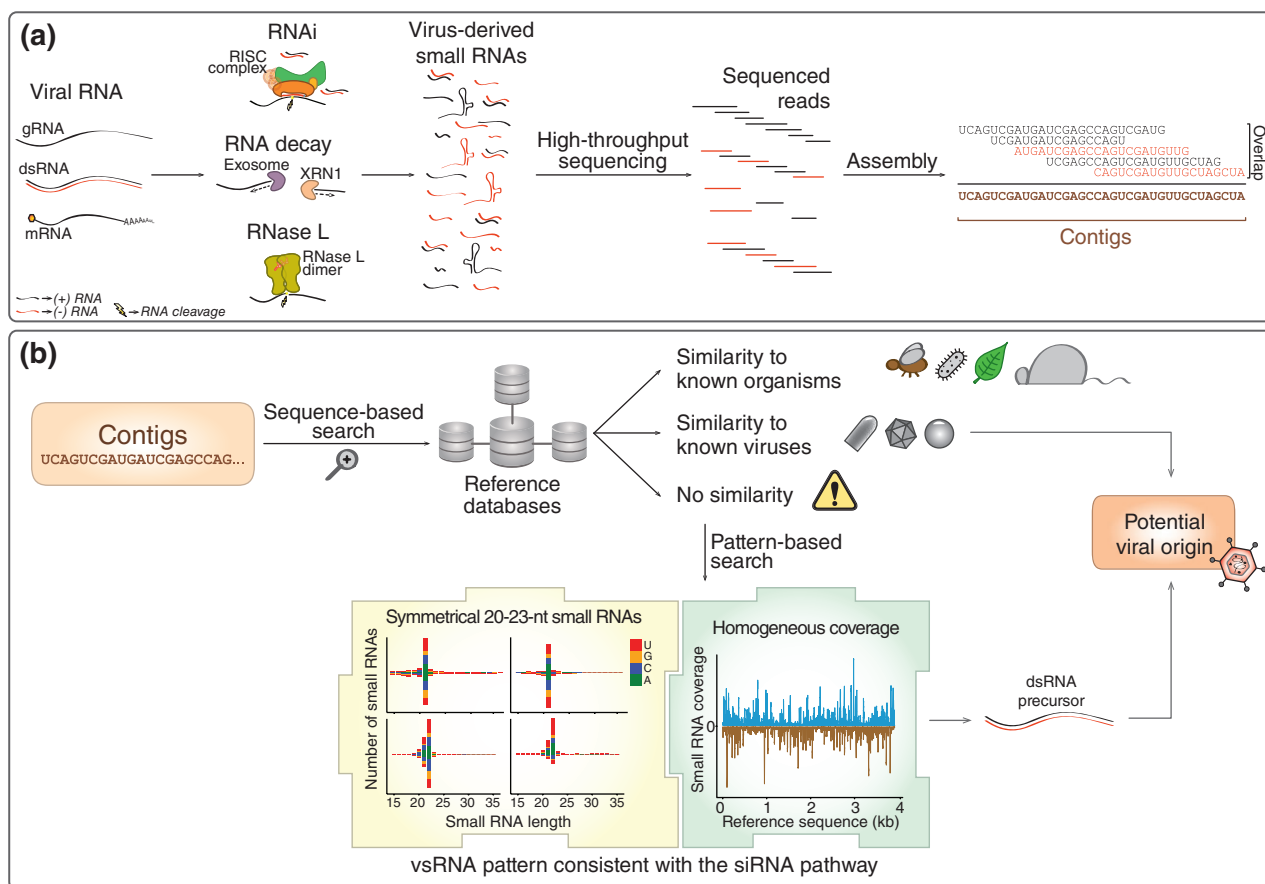 (a)
Viral RNA
gRNA
dsRNA
mRNA
AAAAAAA
(+) RNA
(-) RNA
RNA cleavage
RNAi
RISC
complex
RNA decay
Exosome
XRN1
RNase L
RNase L
dimer
Virus-derived
small RNAs
High-throughput
sequencing
Sequenced
reads
Assembly
UCAGUCGAUGAUCGAGCCAGUCGAUG
UCGAUGAUCGAGCCAGU
AUGAUCGAGCCAGUCGAUGUUG
UCGAGCCAGUCGAUGUUGCUAG
CAGUCGAUGUUGCUAGCUA
Overlap
UCAGUCGAUGAUCGAGCCAGUCGAUGUUGCUAGCUA
Contigs
(b)
Contigs
UCAGUCGAUGAUCGAGCCAG...
Sequence-based
search
Reference
databases
Similarity to
known organisms
Similarity to
known viruses
No similarity
Pattern-based
search
Potential
viral origin
Symmetrical 20-23-nt small RNAs
U
G
C
A
Number of small RNAs
15 20 25 30 35 15 20 25 30 35
Small RNA length
Homogeneous coverage
Small RNA coverage
0
0 1 2 3 4
Reference sequence (kb)
dsRNA
precursor
vsRNA pattern consistent with the siRNA pathway